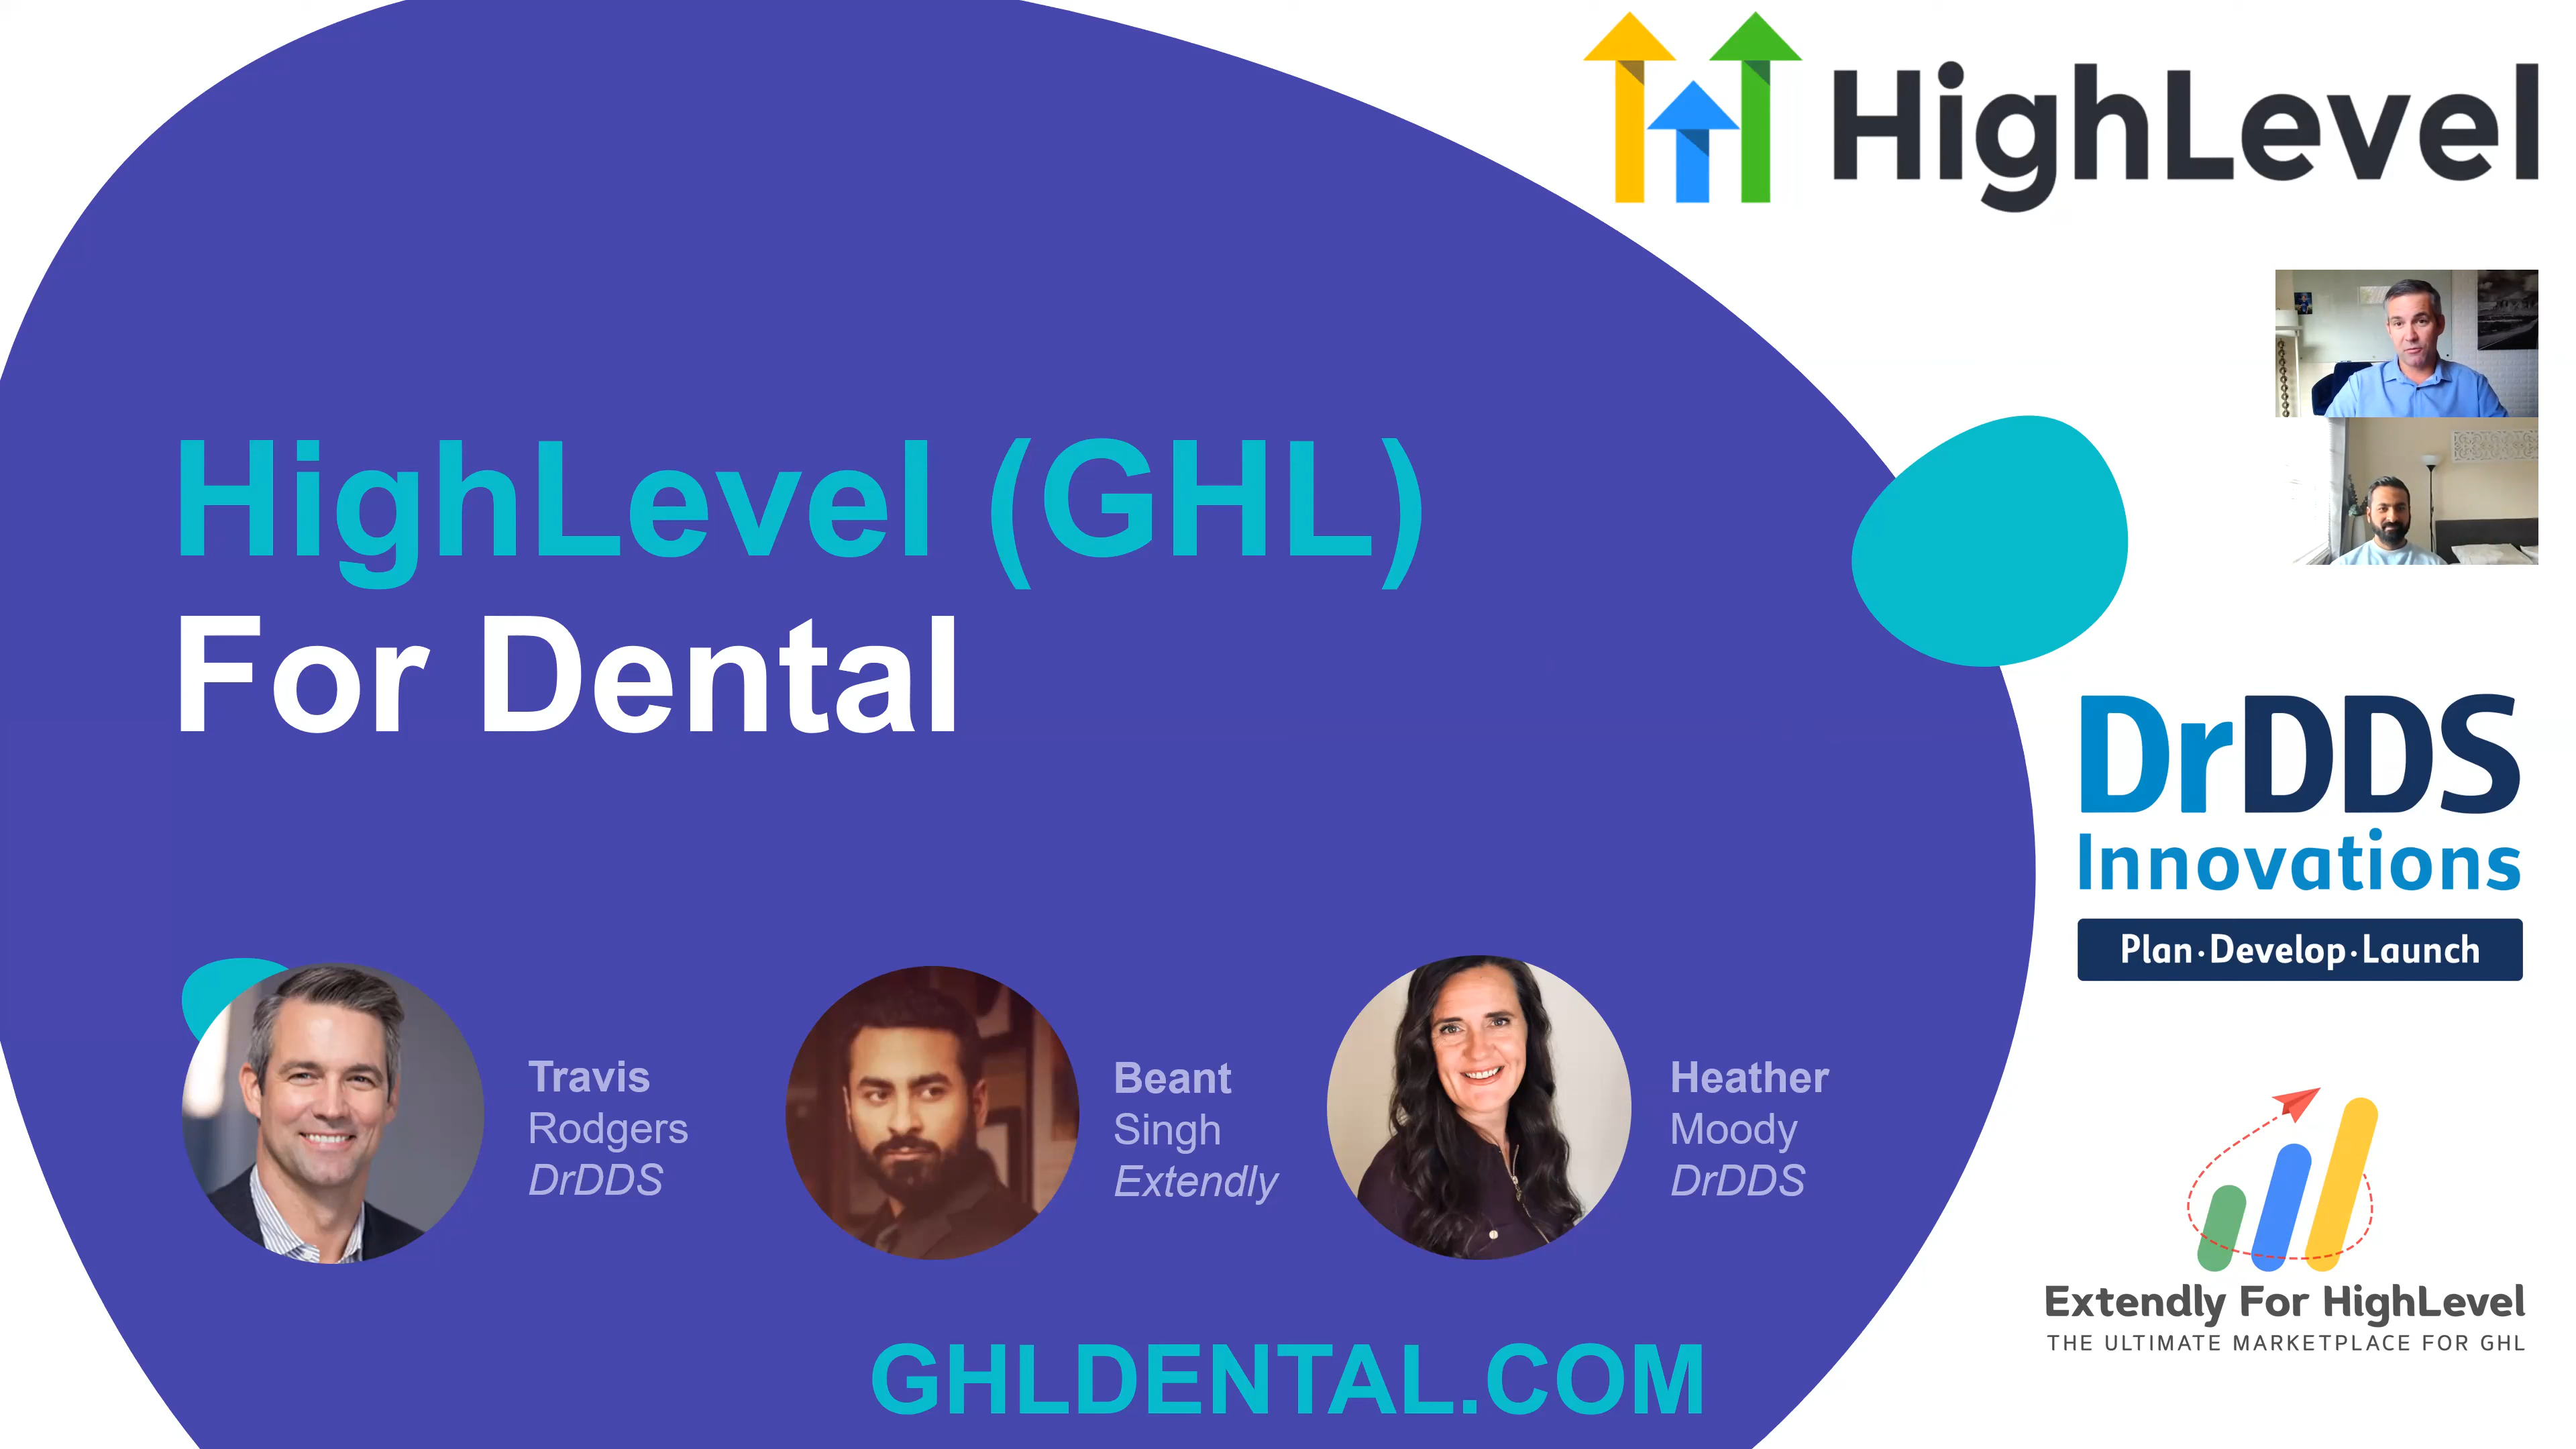 HighLevel
HighLevel (GHL)
For Dental
DrDDS
Innovations
Plan·Develop·Launch
Travis
Rodgers
DrDDS
Beant
Singh
Extendly
Heather
Moody
DrDDS
Extendly For HighLevel
THE ULTIMATE MARKETPLACE FOR GHL
GHLDENTAL.COM